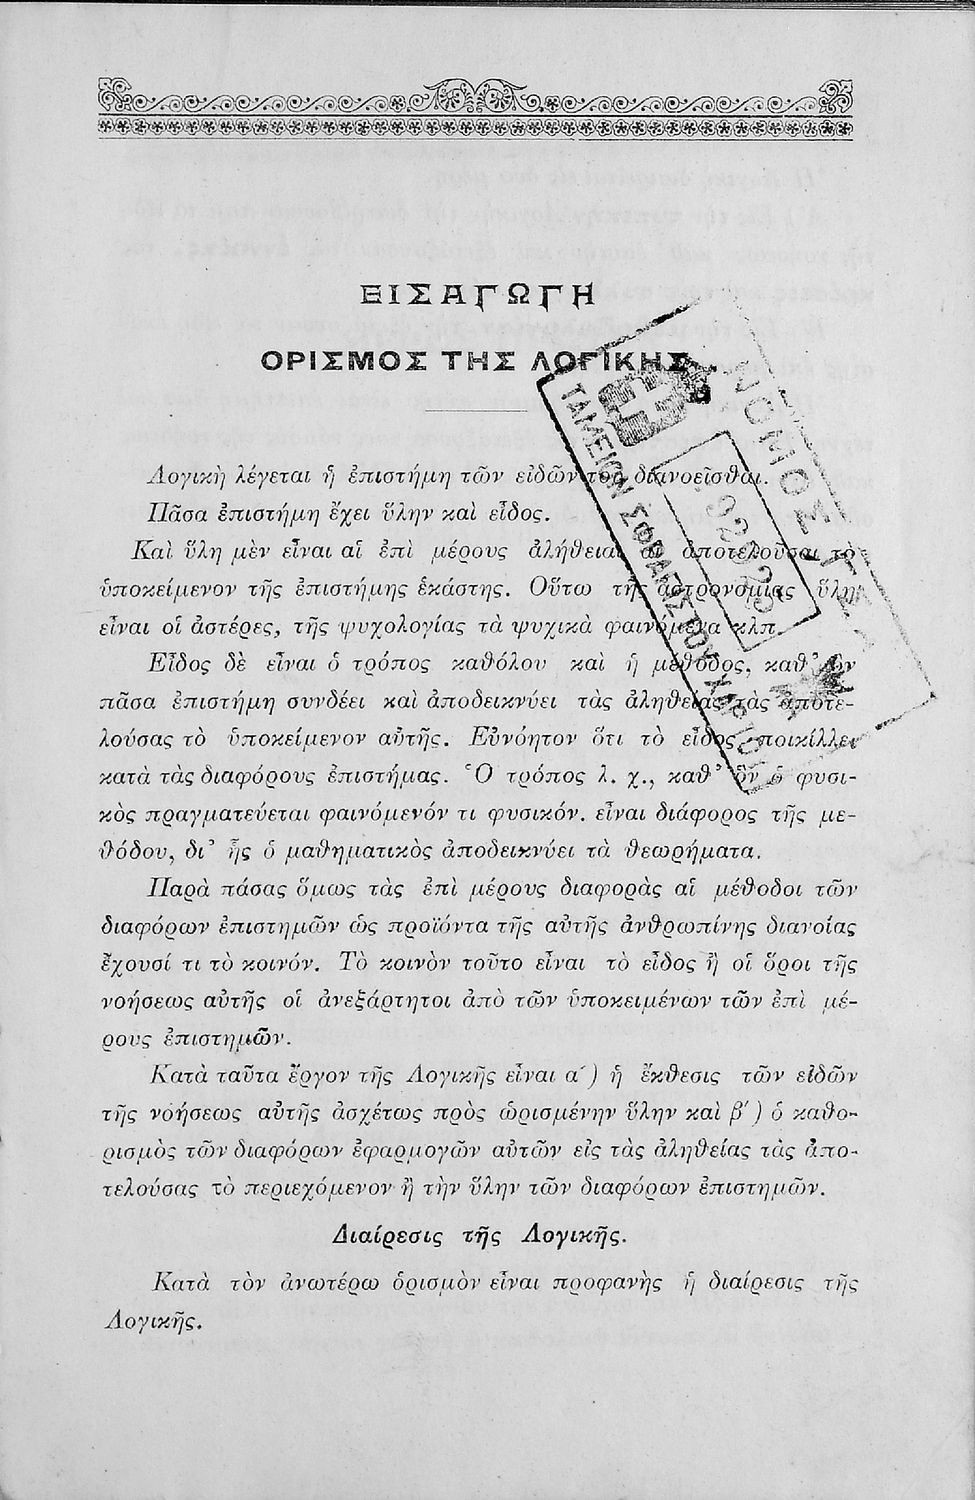 ΕΙΣΑΓΩΓΗ
ΟΡΙΣΜΟΣ ΤΗΣ ΛΟΓΙΚΗΣ
Λογικὴ λέγεται ἡ ἐπιστήμη τῶν εἰδῶν τοῦ διανοεῖσθαι.
Πᾶσα ἐπιστήμη ἔχει ὕλην καὶ εἶδος.
Καὶ ὕλη μὲν εἶναι αἱ ἐπὶ μέρους ἀλήθειαι αἱ ἀποτελοῦσαι τὸ
ὑποκείμενον τῆς ἐπιστήμης ἑκάστης. Οὕτω τῆς ἀστρονομίας ὕλη
εἶναι οἱ ἀστέρες, τῆς ψυχολογίας τὰ ψυχικὰ φαινόμενα κλπ.
Εἶδος δὲ εἶναι ὁ τρόπος καθόλου καὶ ἡ μέθοδος, καθ᾽ ὃν
πᾶσα ἐπιστήμη συνδέει καὶ ἀποδεικνύει τὰς ἀληθείας τὰς ἀποτε-
λούσας τὸ ὑποκείμενον αὐτῆς. Εὐνόητον ὅτι τὸ εἶδος ποικίλλει
κατὰ τὰς διαφόρους ἐπιστήμας. Ὁ τρόπος λ. χ., καθ᾽ ὃν ὁ φυσι-
κὸς πραγματεύεται φαινόμενόν τι φυσικόν. εἶναι διάφορος τῆς με-
θόδου, δι᾽ ἧς ὁ μαθηματικὸς ἀποδεικνύει τὰ θεωρήματα.
Παρὰ πάσας ὅμως τὰς ἐπὶ μέρους διαφορὰς αἱ μέθοδοι τῶν
διαφόρων ἐπιστημῶν ὡς προϊόντα τῆς αὐτῆς ἀνθρωπίνης διανοίας
ἔχουσί τι τὸ κοινόν. Τὸ κοινὸν τοῦτο εἶναι τὸ εἶδος ἢ οἱ ὅροι τῆς
νοήσεως αὐτῆς οἱ ἀνεξάρτητοι ἀπὸ τῶν ὑποκειμένων τῶν ἐπὶ μέ-
ρους ἐπιστημῶν.
Κατὰ ταῦτα ἔργον τῆς Λογικῆς εἶναι α΄) ἡ ἔκθεσις τῶν εἰδῶν
τῆς νοήσεως αὐτῆς ἀσχέτως πρὸς ὡρισμένην ὕλην καὶ β΄) ὁ καθο-
ρισμὸς τῶν διαφόρων ἐφαρμογῶν αὐτῶν εἰς τὰς ἀληθείας τὰς ἀπο-
τελούσας τὸ περιεχόμενον ἢ τὴν ὕλην τῶν διαφόρων ἐπιστημῶν.
Διαίρεσις τῆς Λογικῆς.
Κατὰ τὸν ἀνωτέρω ὁρισμὸν εἶναι προφανὴς ἡ διαίρεσις τῆς
Λογικῆς.
ΝΟΜΟΣ
ΤΑΜΕΙΟΝ